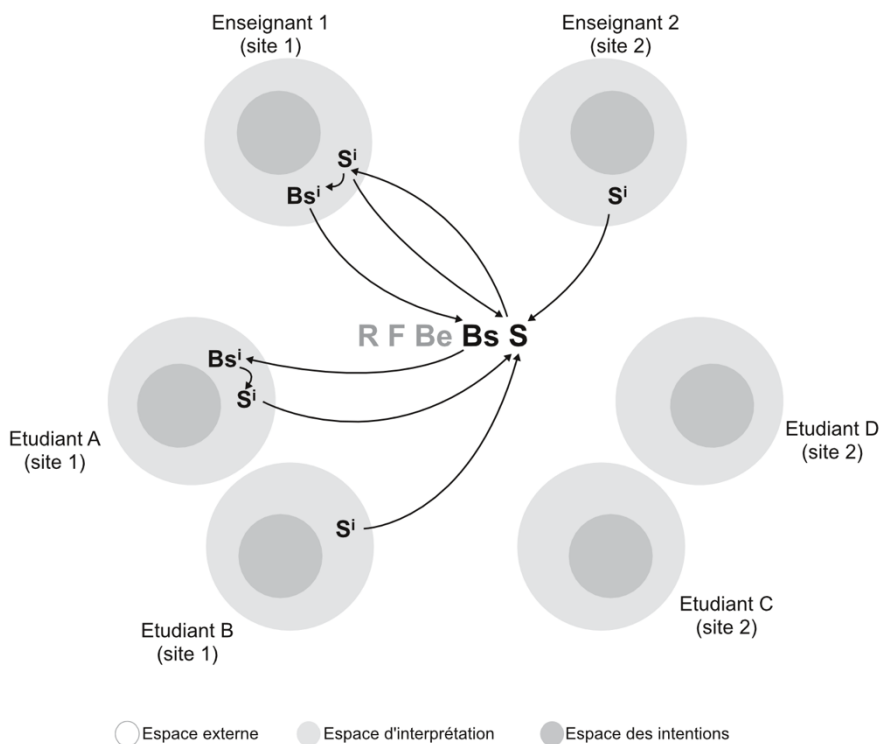 Enseignant 1
(site 1)
Enseignant 2
(site 2)
Sⁱ
Bsⁱ
Sⁱ
R F Be Bs S
Bsⁱ
Sⁱ
Etudiant A
(site 1)
Etudiant D
(site 2)
Sⁱ
Etudiant B
(site 1)
Etudiant C
(site 2)
Espace externe
Espace d'interprétation
Espace des intentions